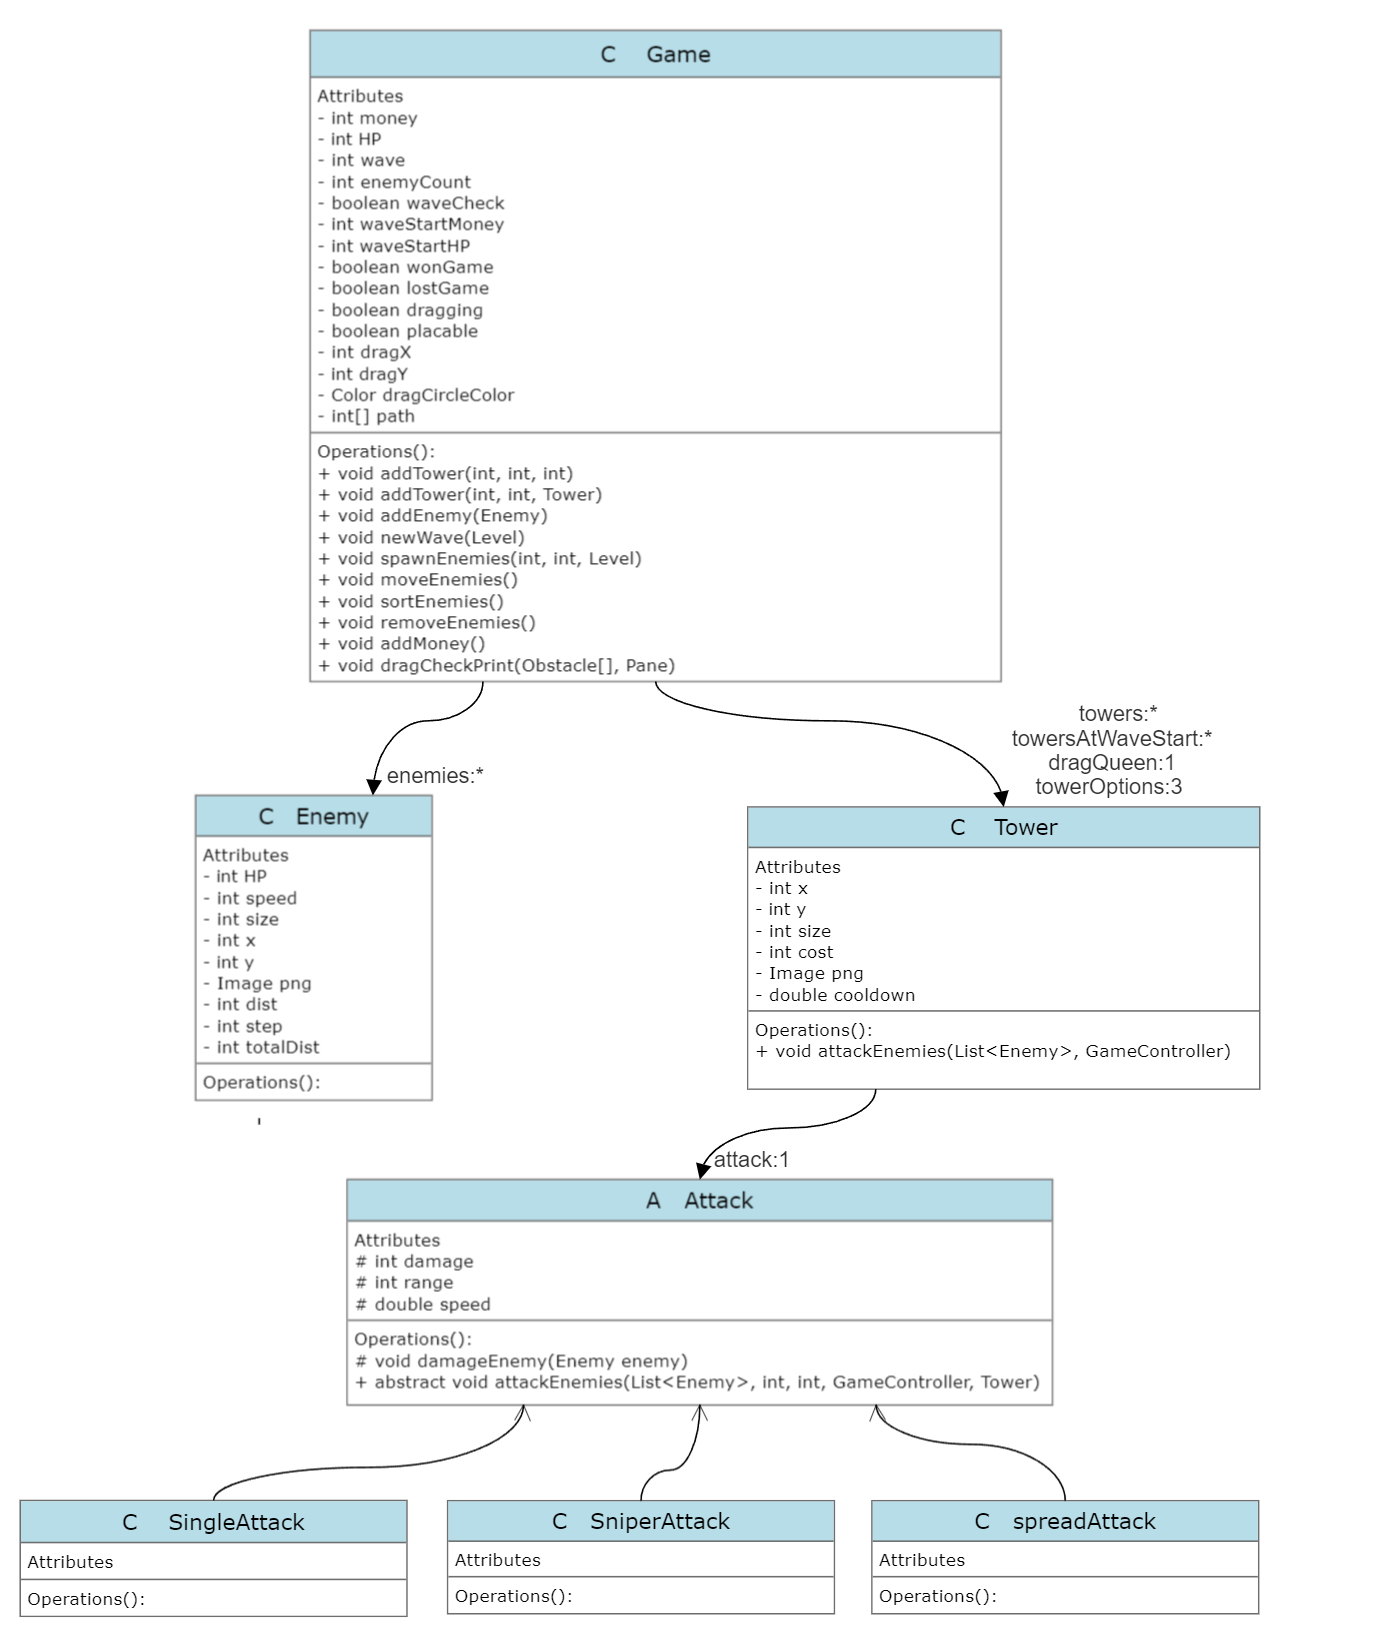 C Game
Attributes
- int money
- int HP
- int wave
- int enemyCount
- boolean waveCheck
- int waveStartMoney
- int waveStartHP
- boolean wonGame
- boolean lostGame
- boolean dragging
- boolean placable
- int dragX
- int dragY
- Color dragCircleColor
- int[] path
Operations():
+ void addTower(int, int, int)
+ void addTower(int, int, Tower)
+ void addEnemy(Enemy)
+ void newWave(Level)
+ void spawnEnemies(int, int, Level)
+ void moveEnemies()
+ void sortEnemies()
+ void removeEnemies()
+ void addMoney()
+ void dragCheckPrint(Obstacle[], Pane)
enemies:*
towers:*
towersAtWaveStart:*
dragQueen:1
towerOptions:3
C Enemy
Attributes
- int HP
- int speed
- int size
- int x
- int y
- Image png
- int dist
- int step
- int totalDist
Operations():
C Tower
Attributes
- int x
- int y
- int size
- int cost
- Image png
- double cooldown
Operations():
+ void attackEnemies(List<Enemy>, GameController)
attack:1
A Attack
Attributes
# int damage
# int range
# double speed
Operations():
# void damageEnemy(Enemy enemy)
+ abstract void attackEnemies(List<Enemy>, int, int, GameController, Tower)
C SingleAttack
Attributes
Operations():
C SniperAttack
Attributes
Operations():
C spreadAttack
Attributes
Operations():